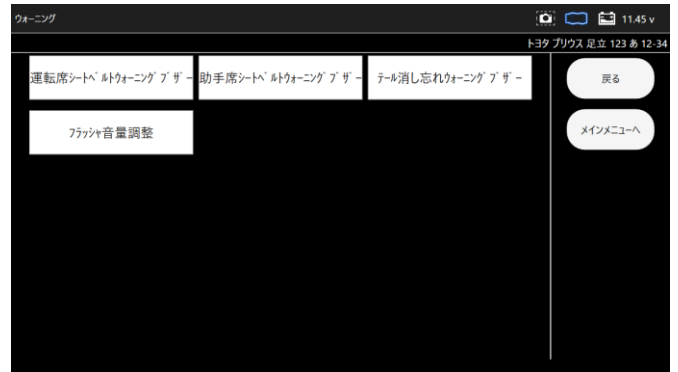 ウォーニング 11.45 v
トヨタ プリウス 足立 123 あ 12-34
運転席ｼｰﾄﾍﾞﾙﾄｳｫｰﾆﾝｸﾞﾌﾞｻﾞｰ 助手席ｼｰﾄﾍﾞﾙﾄｳｫｰﾆﾝｸﾞﾌﾞｻﾞｰ ﾃｰﾙ消し忘れｳｫｰﾆﾝｸﾞﾌﾞｻﾞｰ 戻る
ﾌﾗｯｼｬ音量調整 メインメニューへ